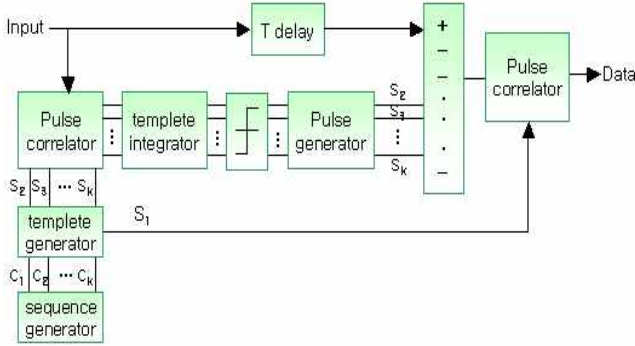 Input
T delay
+
−
−
.
.
.
−
Pulse
correlator
Data
Pulse
correlator
templete
integrator
Pulse
generator
S2
S3
Sk
S2 S3 ... Sk
templete
generator
S1
C1 C2 ... Ck
sequence
generator